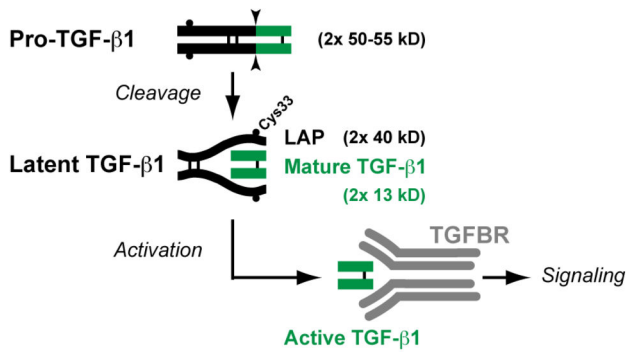 Pro-TGF-β1 (2x 50-55 kD)
Cleavage
Cys33
LAP (2x 40 kD)
Latent TGF-β1 Mature TGF-β1
(2x 13 kD)
Activation
TGFBR
Signaling
Active TGF-β1